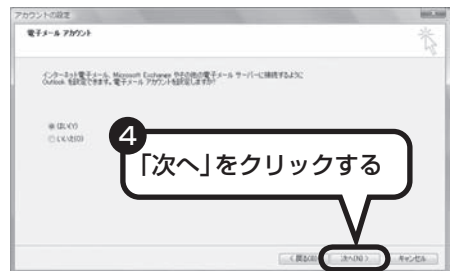 アカウントの設定
電子メール アカウント
インターネット電子メール、Microsoft Exchange やその他の電子メール サーバーに接続するように
Outlook を設定できます。電子メール アカウントを設定しますか?
はい(Y)
いいえ(O)
4
「次へ」をクリックする
< 戻る(B)
次へ(N) >
キャンセル